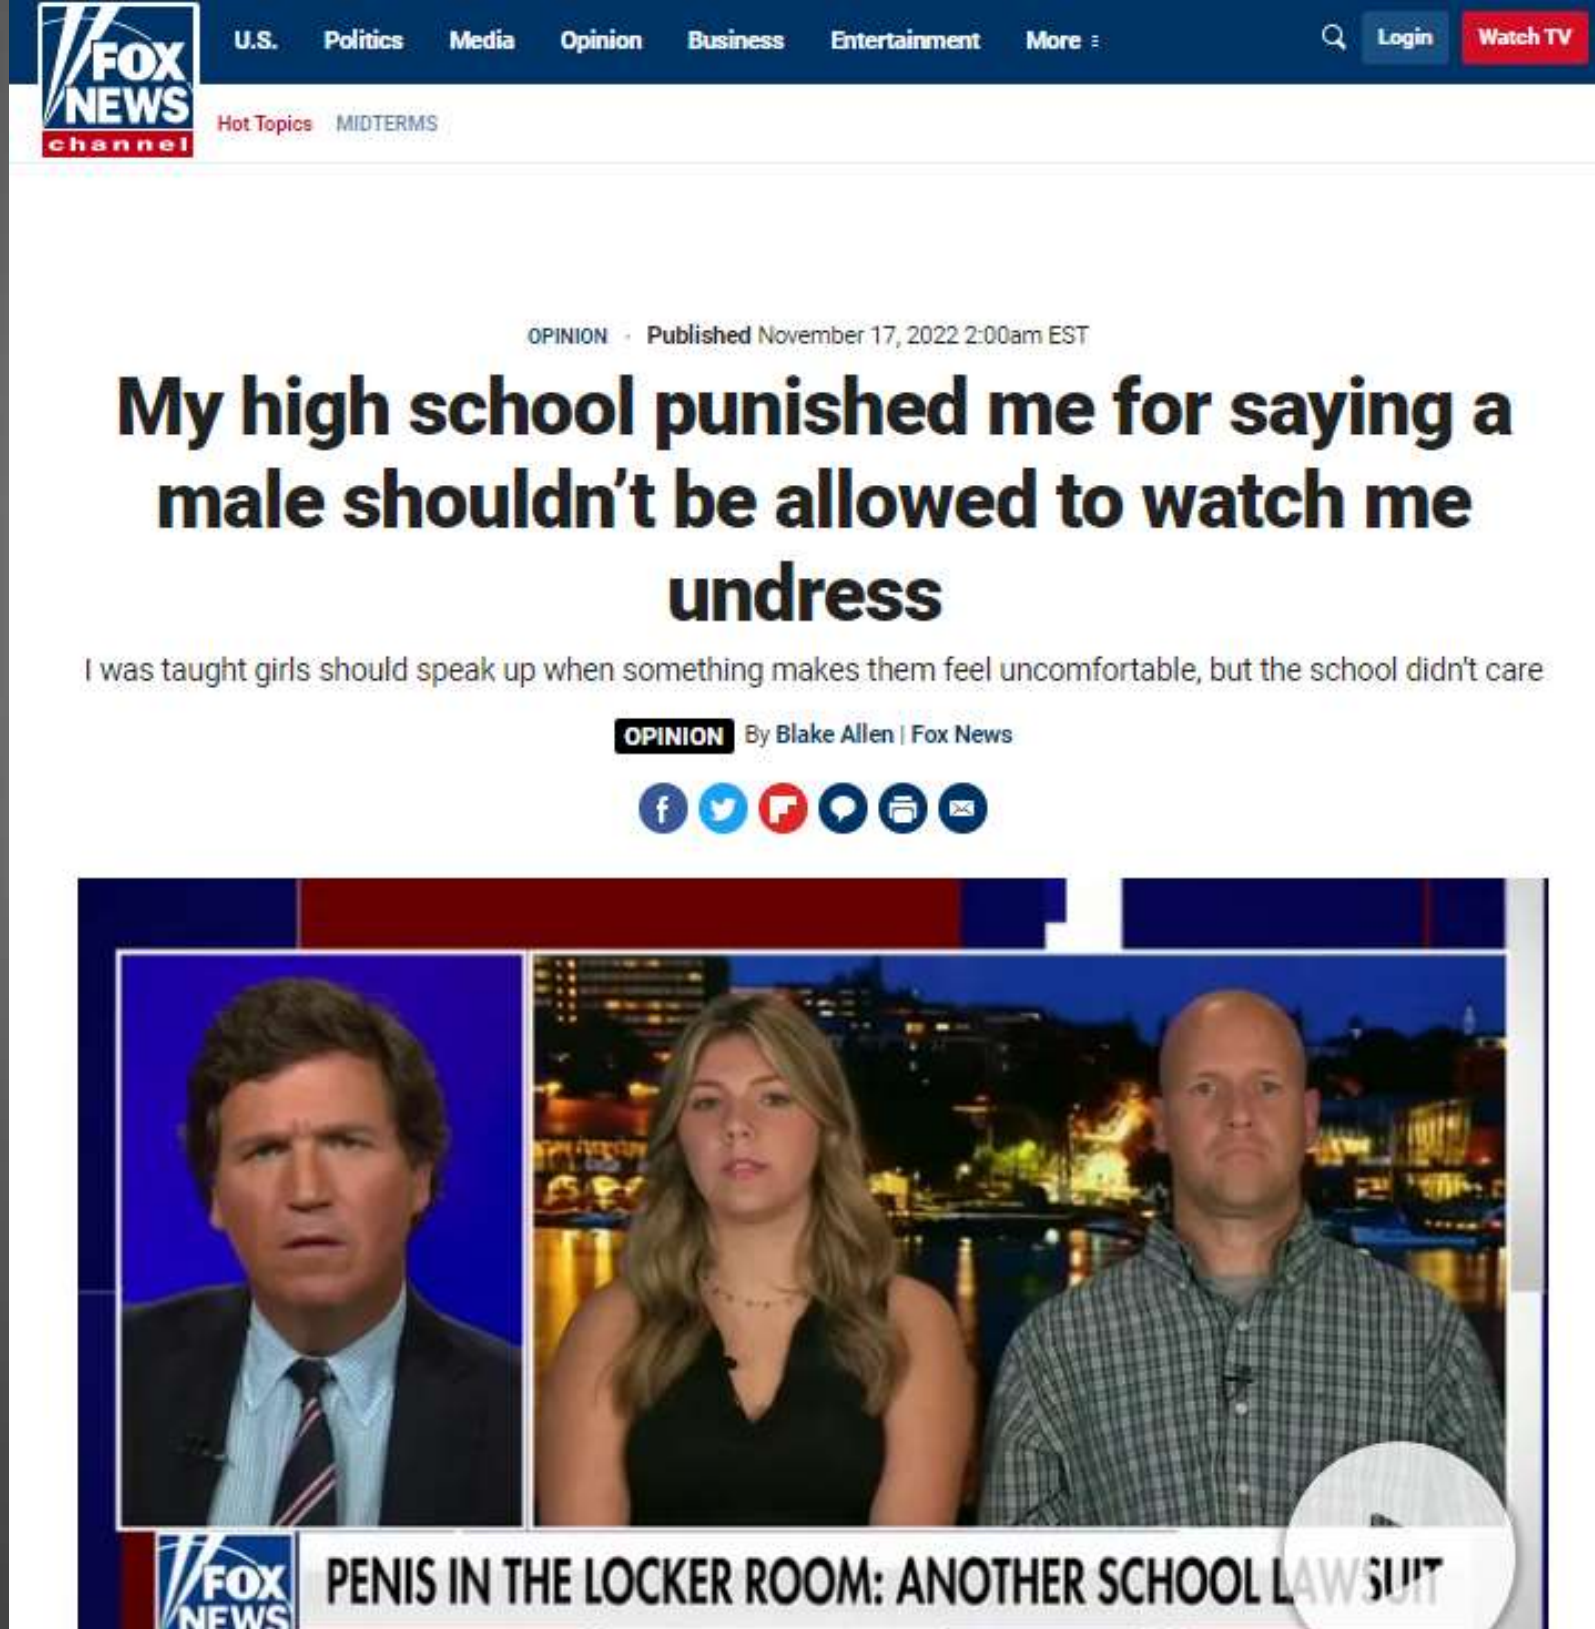 FOX
NEWS
channel
U.S. Politics Media Opinion Business Entertainment More Login Watch TV
Hot Topics MIDTERMS
OPINION · Published November 17, 2022 2:00am EST
My high school punished me for saying a
male shouldn't be allowed to watch me
undress
I was taught girls should speak up when something makes them feel uncomfortable, but the school didn't care
OPINION By Blake Allen | Fox News
FOX
NEWS
PENIS IN THE LOCKER ROOM: ANOTHER SCHOOL LAWSUIT